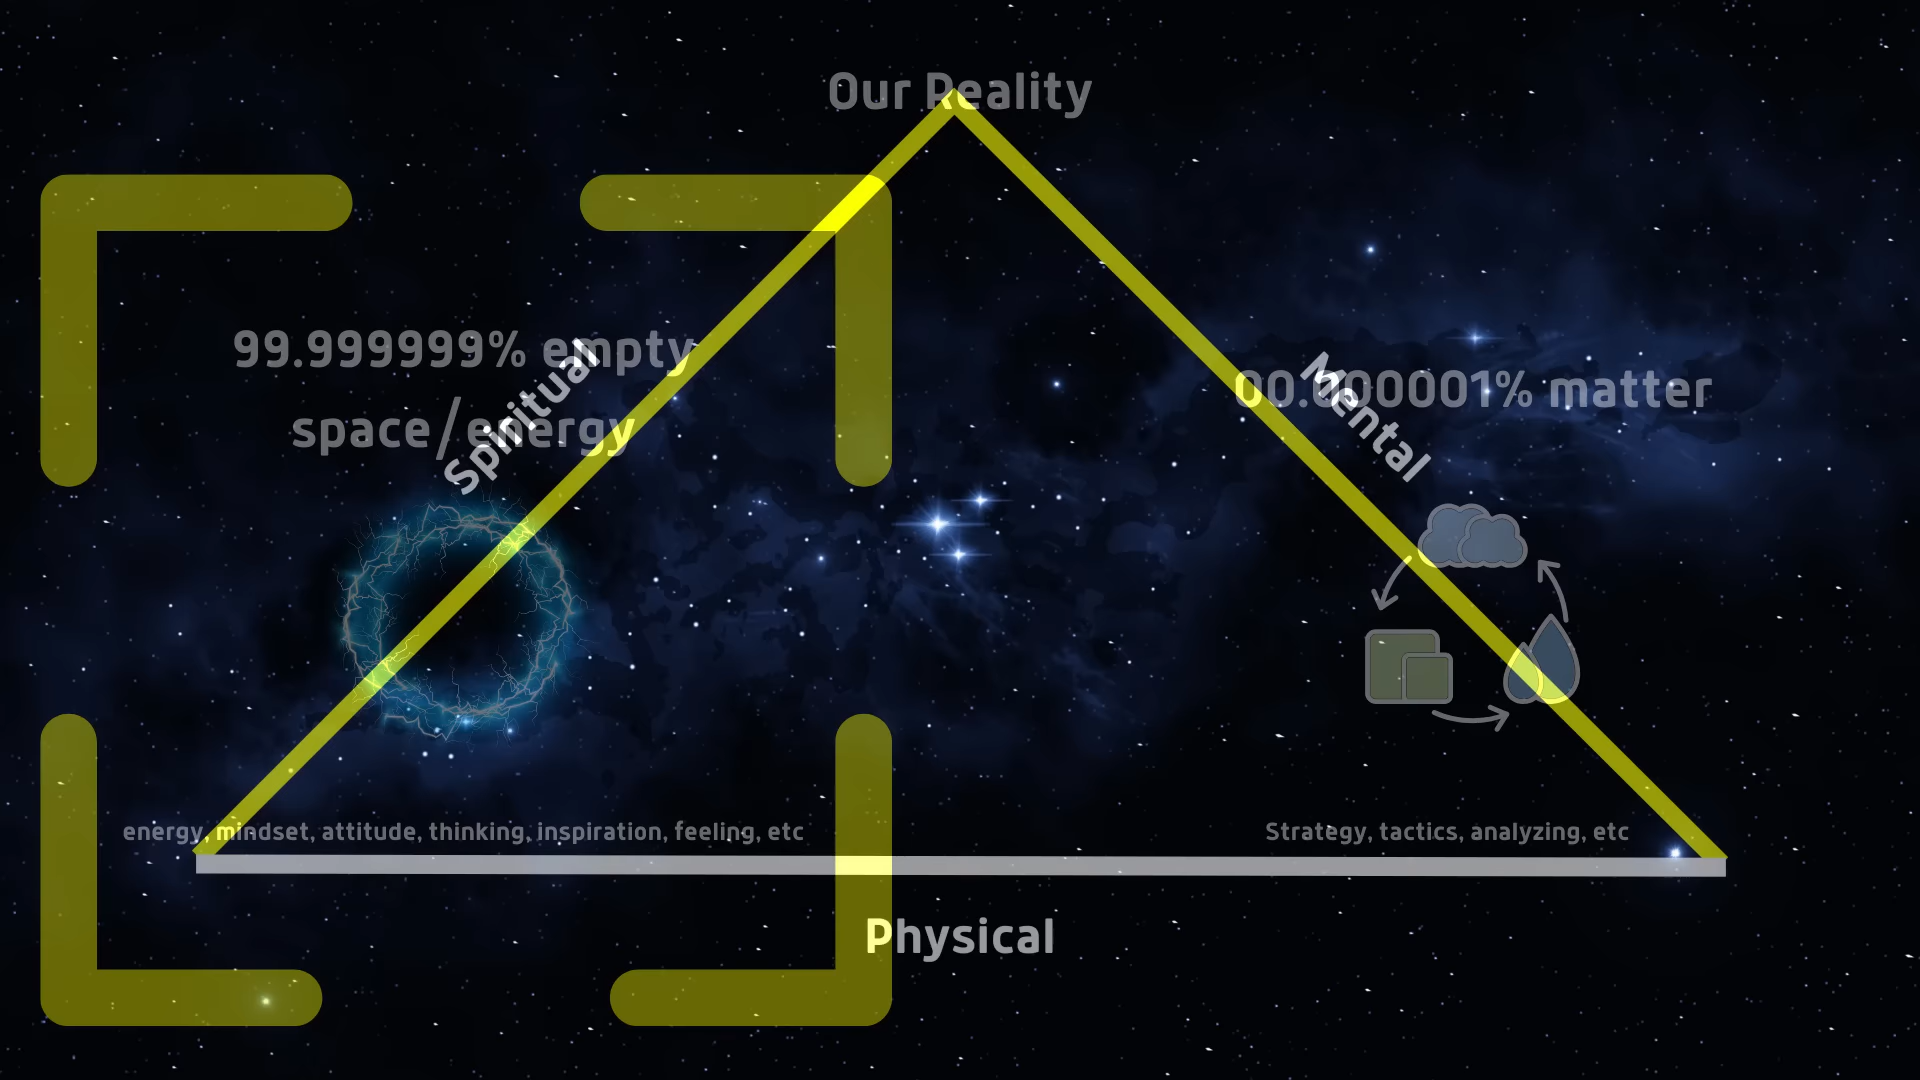 Our Reality
99.999999% empty
space/energy
Spiritual
00.000001% matter
Mental
energy, mindset, attitude, thinking, inspiration, feeling, etc
Strategy, tactics, analyzing, etc
Physical